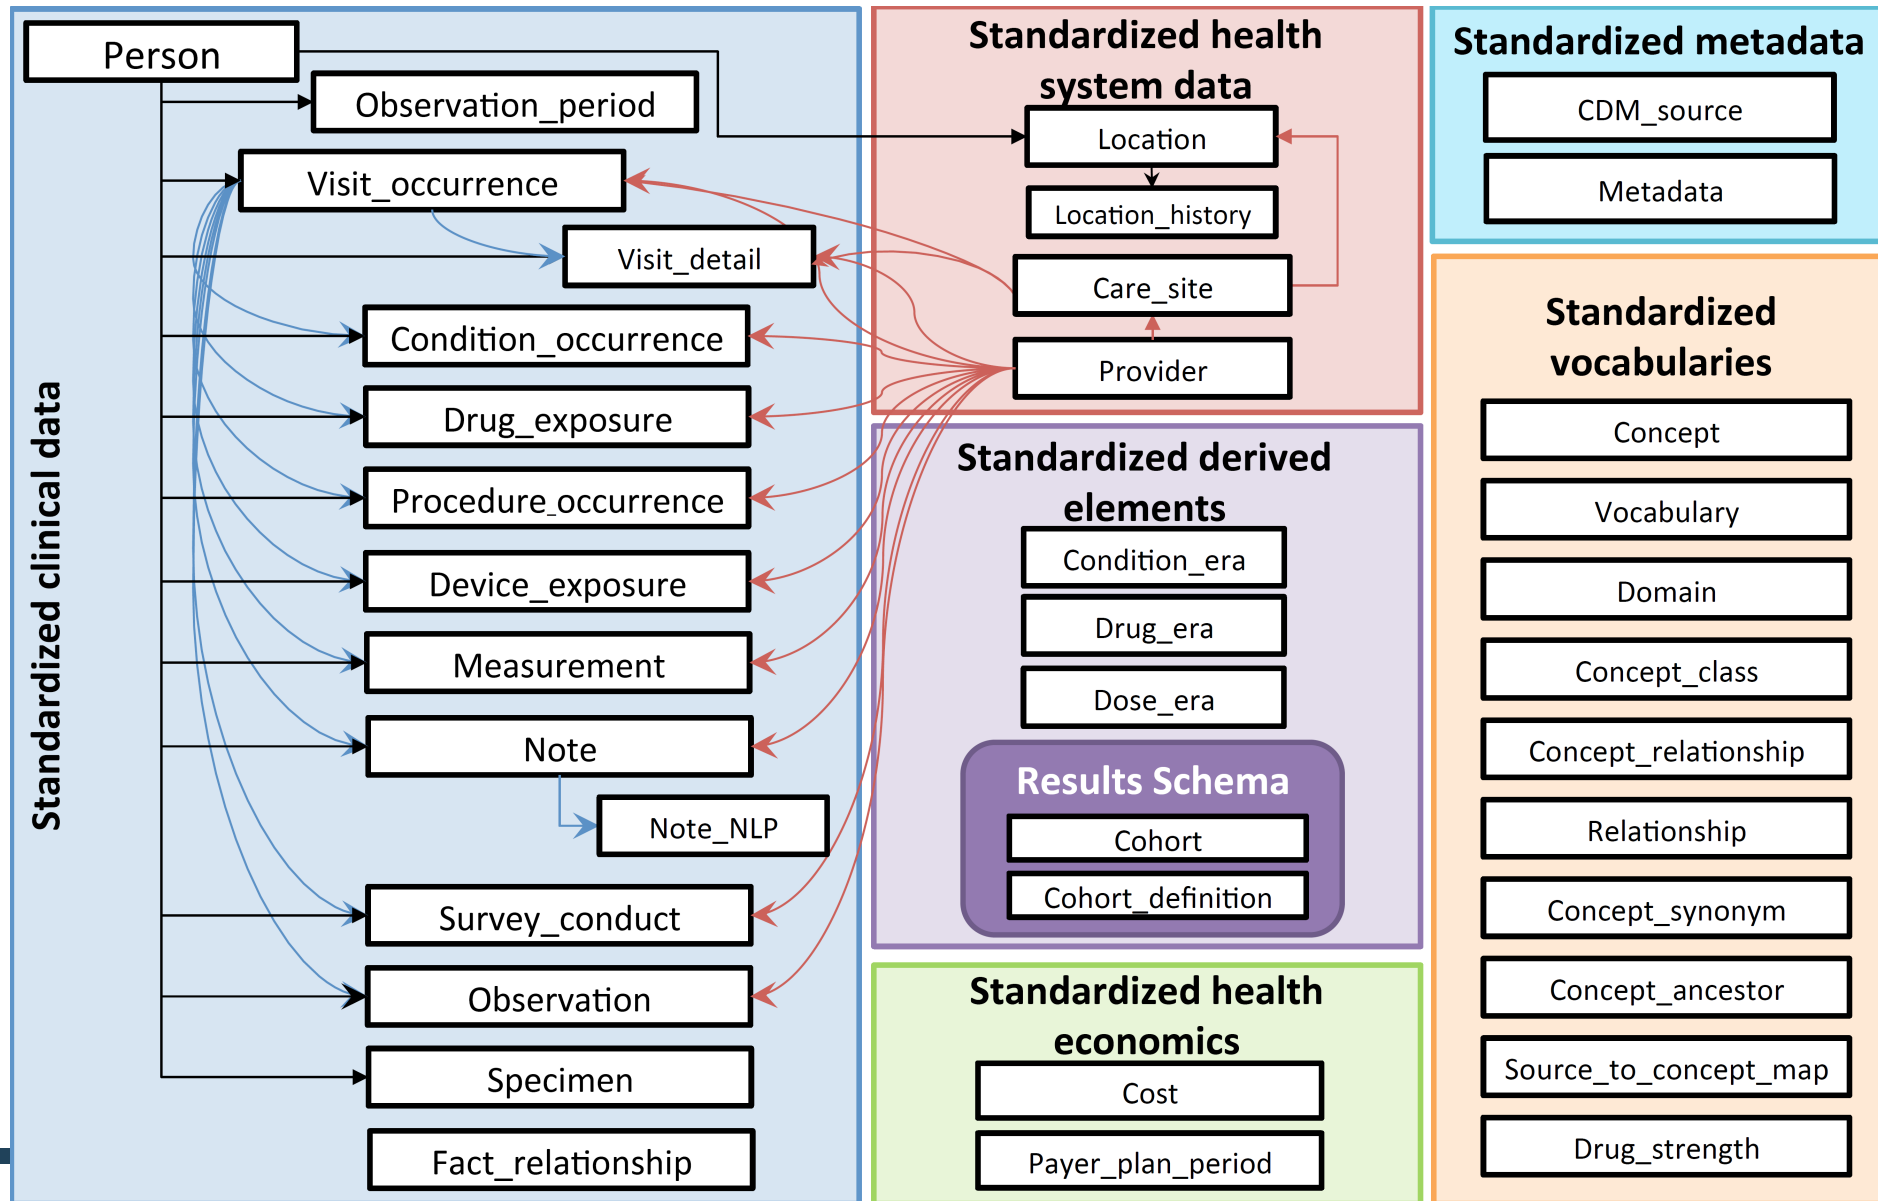 Standardized clinical data
Person
Observation_period
Visit_occurrence
Visit_detail
Condition_occurrence
Drug_exposure
Procedure_occurrence
Device_exposure
Measurement
Note
Note_NLP
Survey_conduct
Observation
Specimen
Fact_relationship
Standardized health
system data
Location
Location_history
Care_site
Provider
Standardized derived
elements
Condition_era
Drug_era
Dose_era
Results Schema
Cohort
Cohort_definition
Standardized health
economics
Cost
Payer_plan_period
Standardized metadata
CDM_source
Metadata
Standardized
vocabularies
Concept
Vocabulary
Domain
Concept_class
Concept_relationship
Relationship
Concept_synonym
Concept_ancestor
Source_to_concept_map
Drug_strength